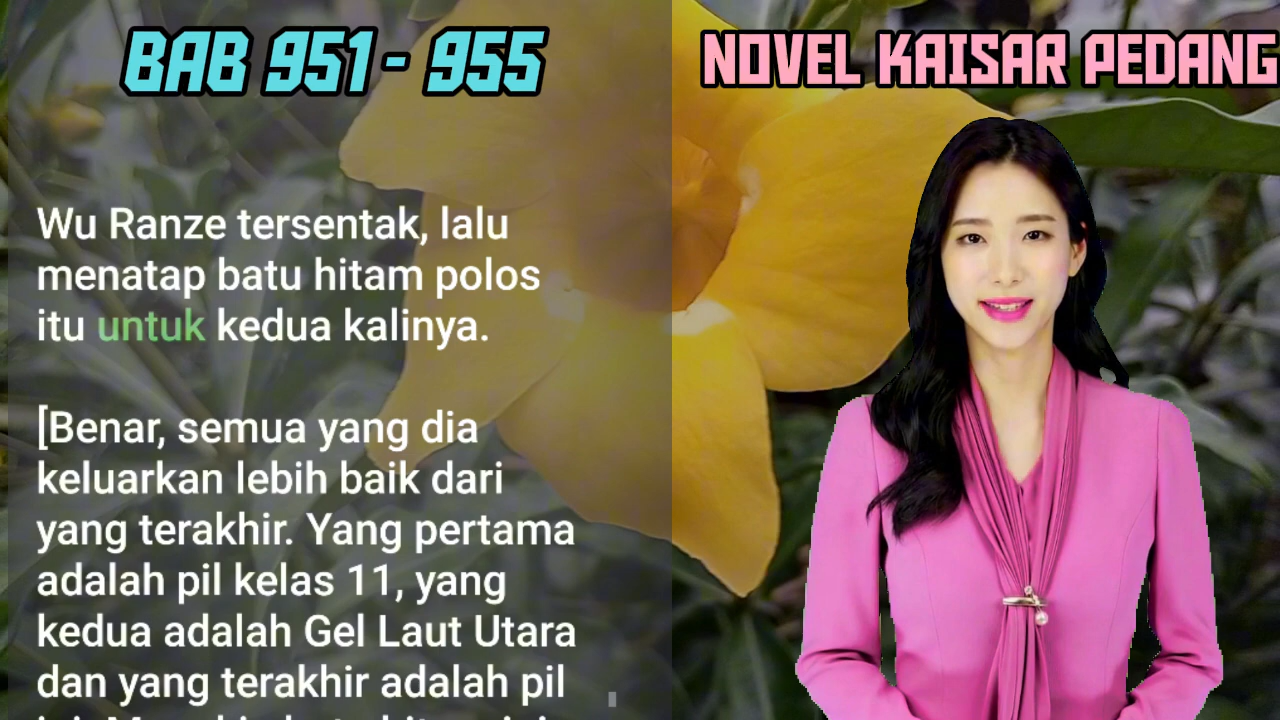 BAB 951 - 955
NOVEL KAISAR PEDANG
Wu Ranze tersentak, lalu
menatap batu hitam polos
itu untuk kedua kalinya.
[Benar, semua yang dia
keluarkan lebih baik dari
yang terakhir. Yang pertama
adalah pil kelas 11, yang
kedua adalah Gel Laut Utara
dan yang terakhir adalah pil